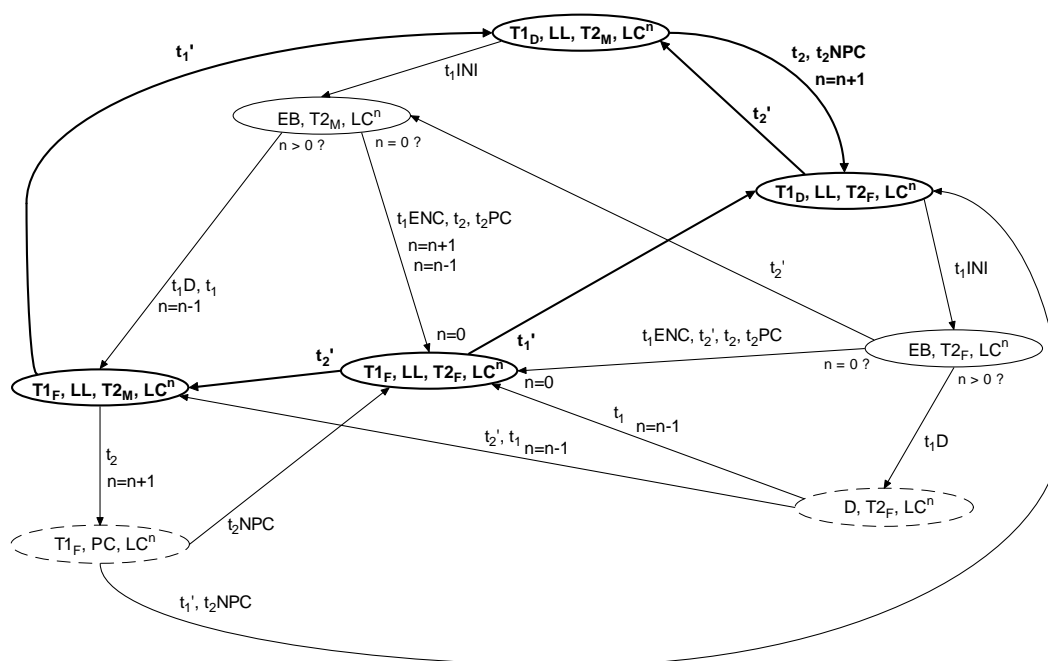 T1D, LL, T2M, LCⁿ
t1'
t2, t2NPC
n=n+1
t1INI
EB, T2M, LCⁿ
n > 0 ?
n = 0 ?
t2'
T1D, LL, T2F, LCⁿ
t1ENC, t2, t2PC
n=n+1
n=n-1
t1INI
t2'
t1D, t1
n=n-1
n=0
t1'
t1ENC, t2', t2, t2PC
EB, T2F, LCⁿ
n = 0 ?
n > 0 ?
t2'
T1F, LL, T2F, LCⁿ
n=0
T1F, LL, T2M, LCⁿ
t1
n=n-1
t2', t1
n=n-1
t1D
t2
n=n+1
D, T2F, LCⁿ
t2NPC
T1F, PC, LCⁿ
t1', t2NPC